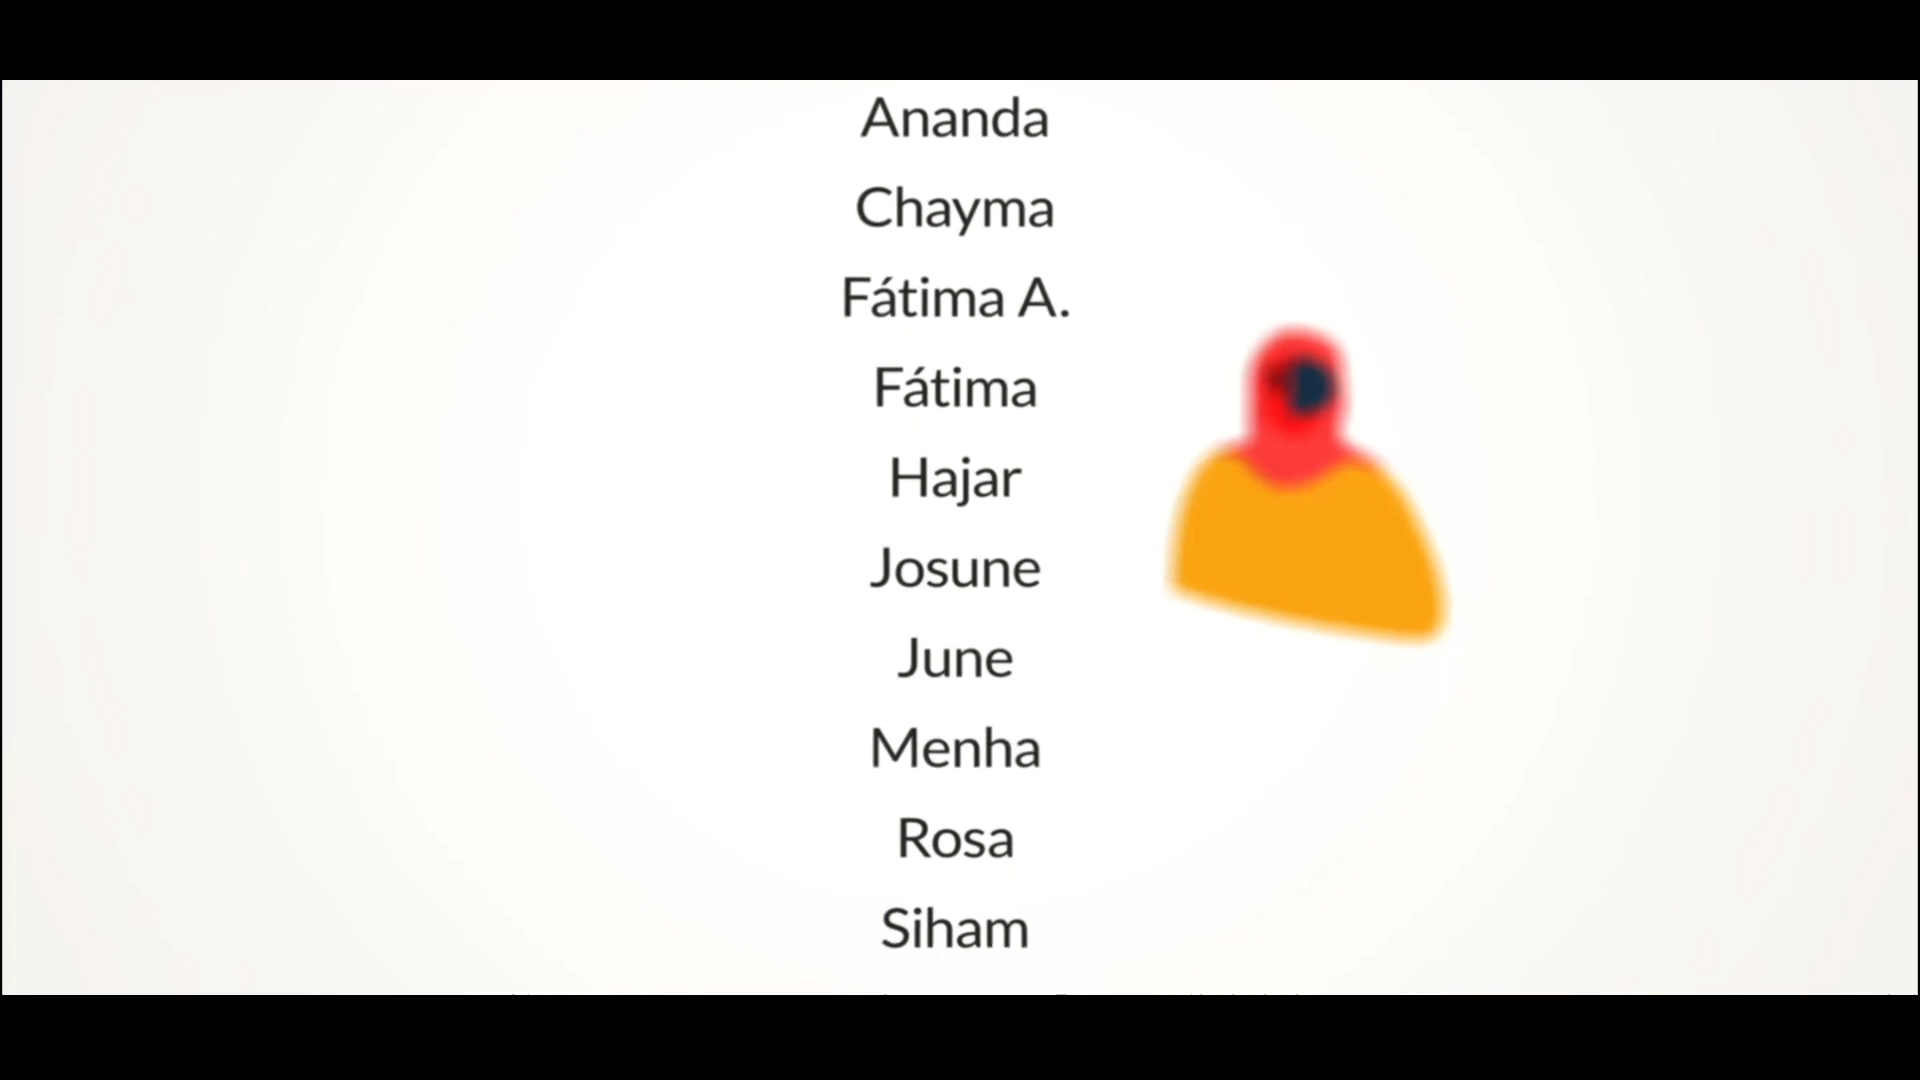 Ananda
Chayma
Fátima A.
Fátima
Hajar
Josune
June
Menha
Rosa
Siham